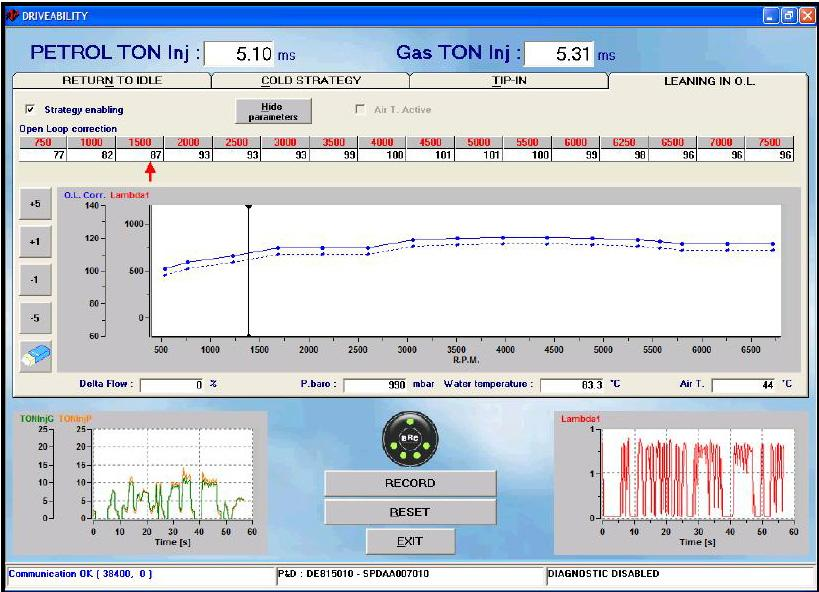 DRIVEABILITY
PETROL TON Inj : 5.10 ms Gas TON Inj : 5.31 ms
RETURN TO IDLE COLD STRATEGY TIP-IN LEANING IN O.L.
Strategy enabling Hide parameters Air T. Active
Open Loop correction
750 1000 1500 2000 2500 3000 3500 4000 4500 5000 5500 6000 6250 6500 7000 7500
77 82 87 93 93 93 99 100 101 101 100 99 98 96 96 96
+5
+1
-1
-5
O.L. Corr. Lambda1
140
120
100
80
60
1000
500
0
500 1000 1500 2000 2500 3000 3500 4000 4500 5000 5500 6000 6500
R.P.M.
Delta Flow : 0 % P.baro : 990 mbar Water temperature : 83.3 °C Air T. 44 °C
TONInjG TONInjP
25 25
20 20
15 15
10 10
5 5
0 0
0 10 20 30 40 50 60
Time [s]
BRC
RECORD
RESET
EXIT
Lambda1
1
1
0
0 10 20 30 40 50 60
Time [s]
Communication OK ( 38400, 0 ) P&D : DE815010 - SPDAA007010 DIAGNOSTIC DISABLED